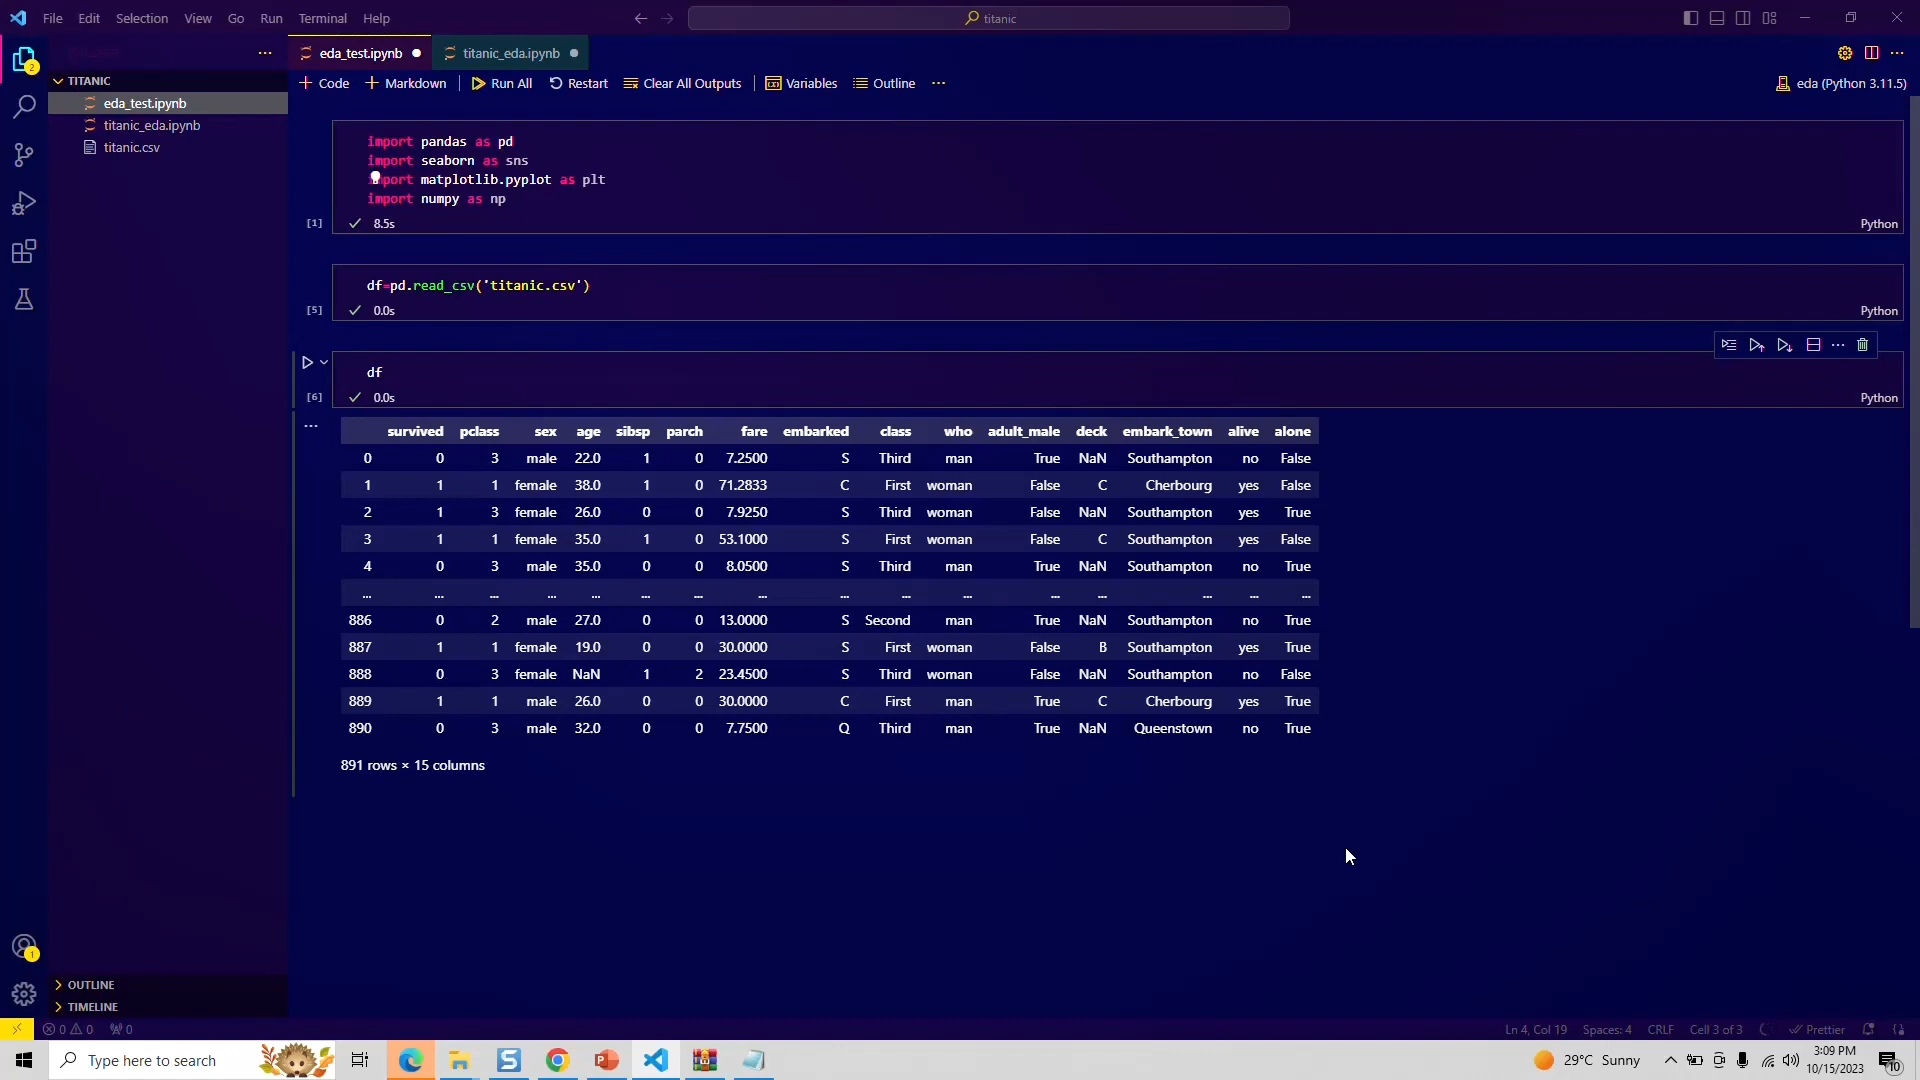 File Edit Selection View Go Run Terminal Help
titanic
eda_test.ipynb titanic_eda.ipynb
2
TITANIC
eda_test.ipynb
titanic_eda.ipynb
titanic.csv
Code Markdown Run All Restart Clear All Outputs Variables Outline
eda (Python 3.11.5)
import pandas as pd
import seaborn as sns
import matplotlib.pyplot as plt
import numpy as np
[1] 8.5s Python
df=pd.read_csv('titanic.csv')
[5] 0.0s Python
df
[6] 0.0s Python
survived pclass sex age sibsp parch fare embarked class who adult_male deck embark_town alive alone
0 0 3 male 22.0 1 0 7.2500 S Third man True NaN Southampton no False
1 1 1 female 38.0 1 0 71.2833 C First woman False C Cherbourg yes False
2 1 3 female 26.0 0 0 7.9250 S Third woman False NaN Southampton yes True
3 1 1 female 35.0 1 0 53.1000 S First woman False C Southampton yes False
4 0 3 male 35.0 0 0 8.0500 S Third man True NaN Southampton no True
... ... ... ... ... ... ... ... ... ... ... ... ... ... ... ...
886 0 2 male 27.0 0 0 13.0000 S Second man True NaN Southampton no True
887 1 1 female 19.0 0 0 30.0000 S First woman False B Southampton yes True
888 0 3 female NaN 1 2 23.4500 S Third woman False NaN Southampton no False
889 1 1 male 26.0 0 0 30.0000 C First man True C Cherbourg yes True
890 0 3 male 32.0 0 0 7.7500 Q Third man True NaN Queenstown no True
891 rows × 15 columns
1
OUTLINE
TIMELINE
0 0 0 Ln 4, Col 19 Spaces: 4 CRLF Cell 3 of 3 Prettier
Type here to search
29°C Sunny
3:09 PM
10/15/2023
10